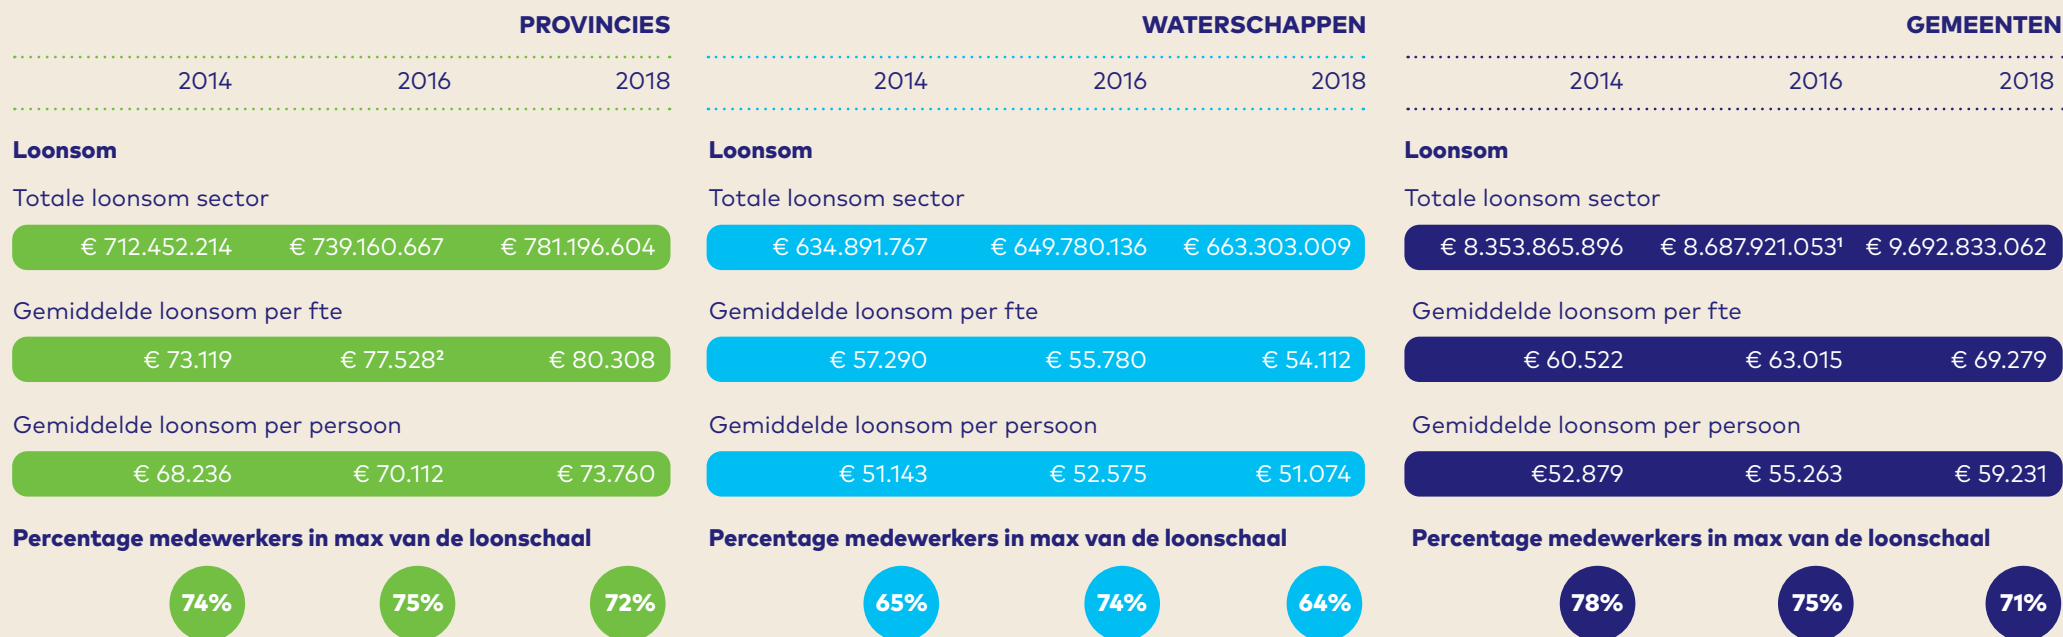 PROVINCIES
2014 2016 2018
Loonsom
Totale loonsom sector
€ 712.452.214 € 739.160.667 € 781.196.604
Gemiddelde loonsom per fte
€ 73.119 € 77.528² € 80.308
Gemiddelde loonsom per persoon
€ 68.236 € 70.112 € 73.760
Percentage medewerkers in max van de loonschaal
74% 75% 72%
WATERSCHAPPEN
2014 2016 2018
Loonsom
Totale loonsom sector
€ 634.891.767 € 649.780.136 € 663.303.009
Gemiddelde loonsom per fte
€ 57.290 € 55.780 € 54.112
Gemiddelde loonsom per persoon
€ 51.143 € 52.575 € 51.074
Percentage medewerkers in max van de loonschaal
65% 74% 64%
GEMEENTEN
2014 2016 2018
Loonsom
Totale loonsom sector
€ 8.353.865.896 € 8.687.921.053¹ € 9.692.833.062
Gemiddelde loonsom per fte
€ 60.522 € 63.015 € 69.279
Gemiddelde loonsom per persoon
€52.879 € 55.263 € 59.231
Percentage medewerkers in max van de loonschaal
78% 75% 71%